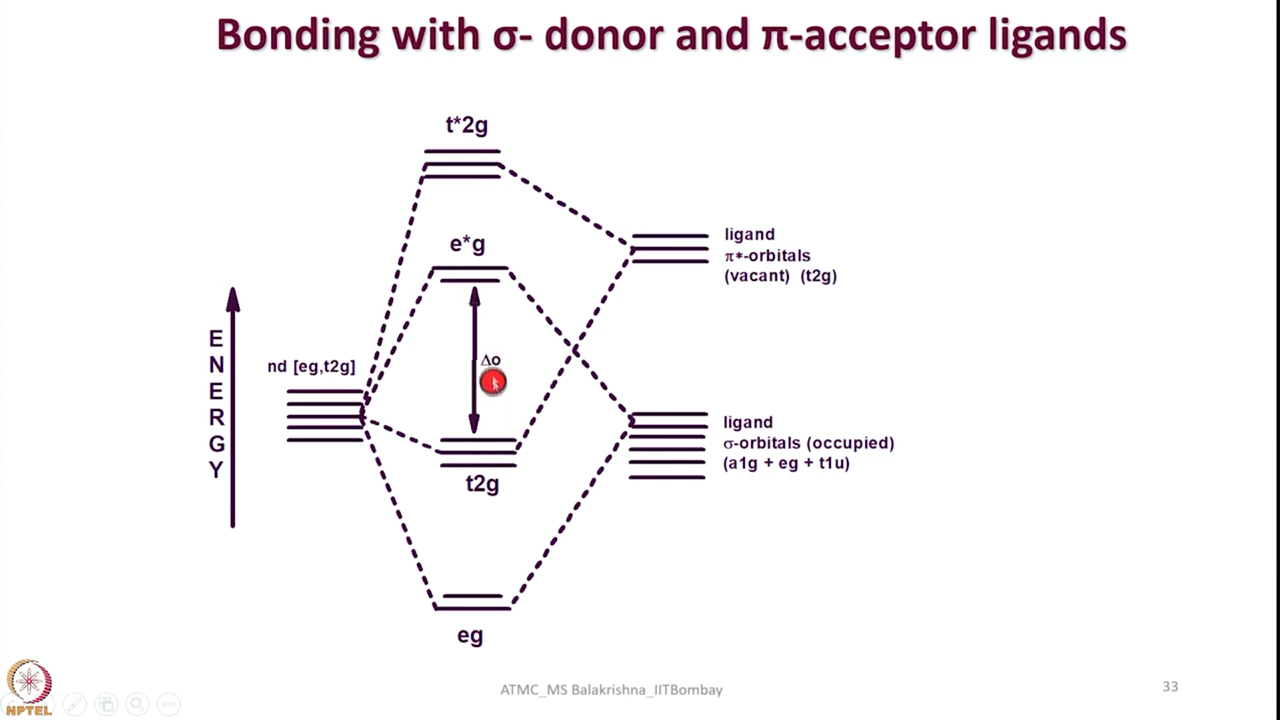 Bonding with σ- donor and π-acceptor ligands
t*2g
e*g
ligand
π*-orbitals
(vacant) (t2g)
ENERGY
nd [eg,t2g]
Δo
ligand
σ-orbitals (occupied)
(a1g + eg + t1u)
t2g
eg
NPTEL
ATMC_MS Balakrishna_IITBombay
33